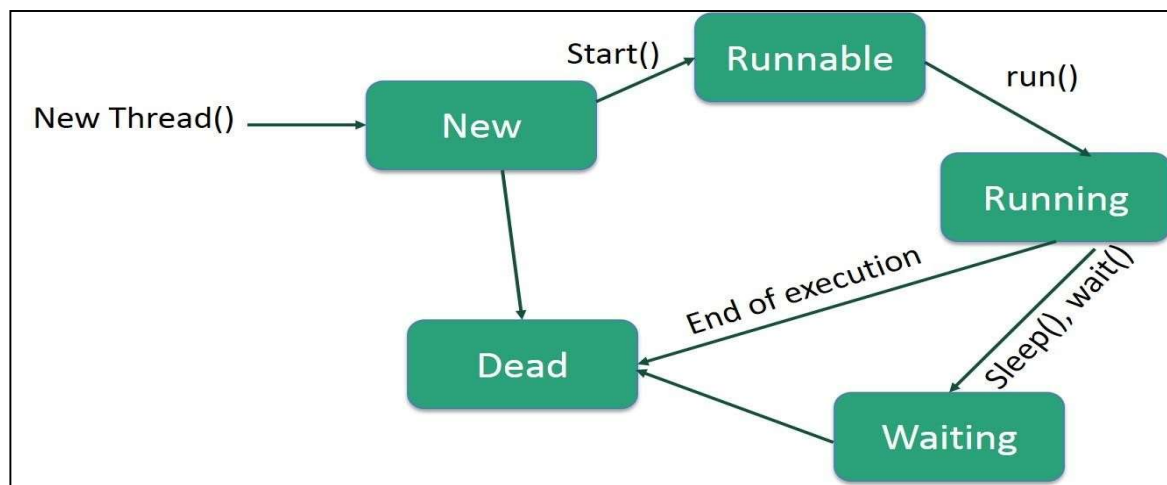 Start()
Runnable
run()
New Thread()
New
Running
End of execution
Sleep(), wait()
Dead
Waiting